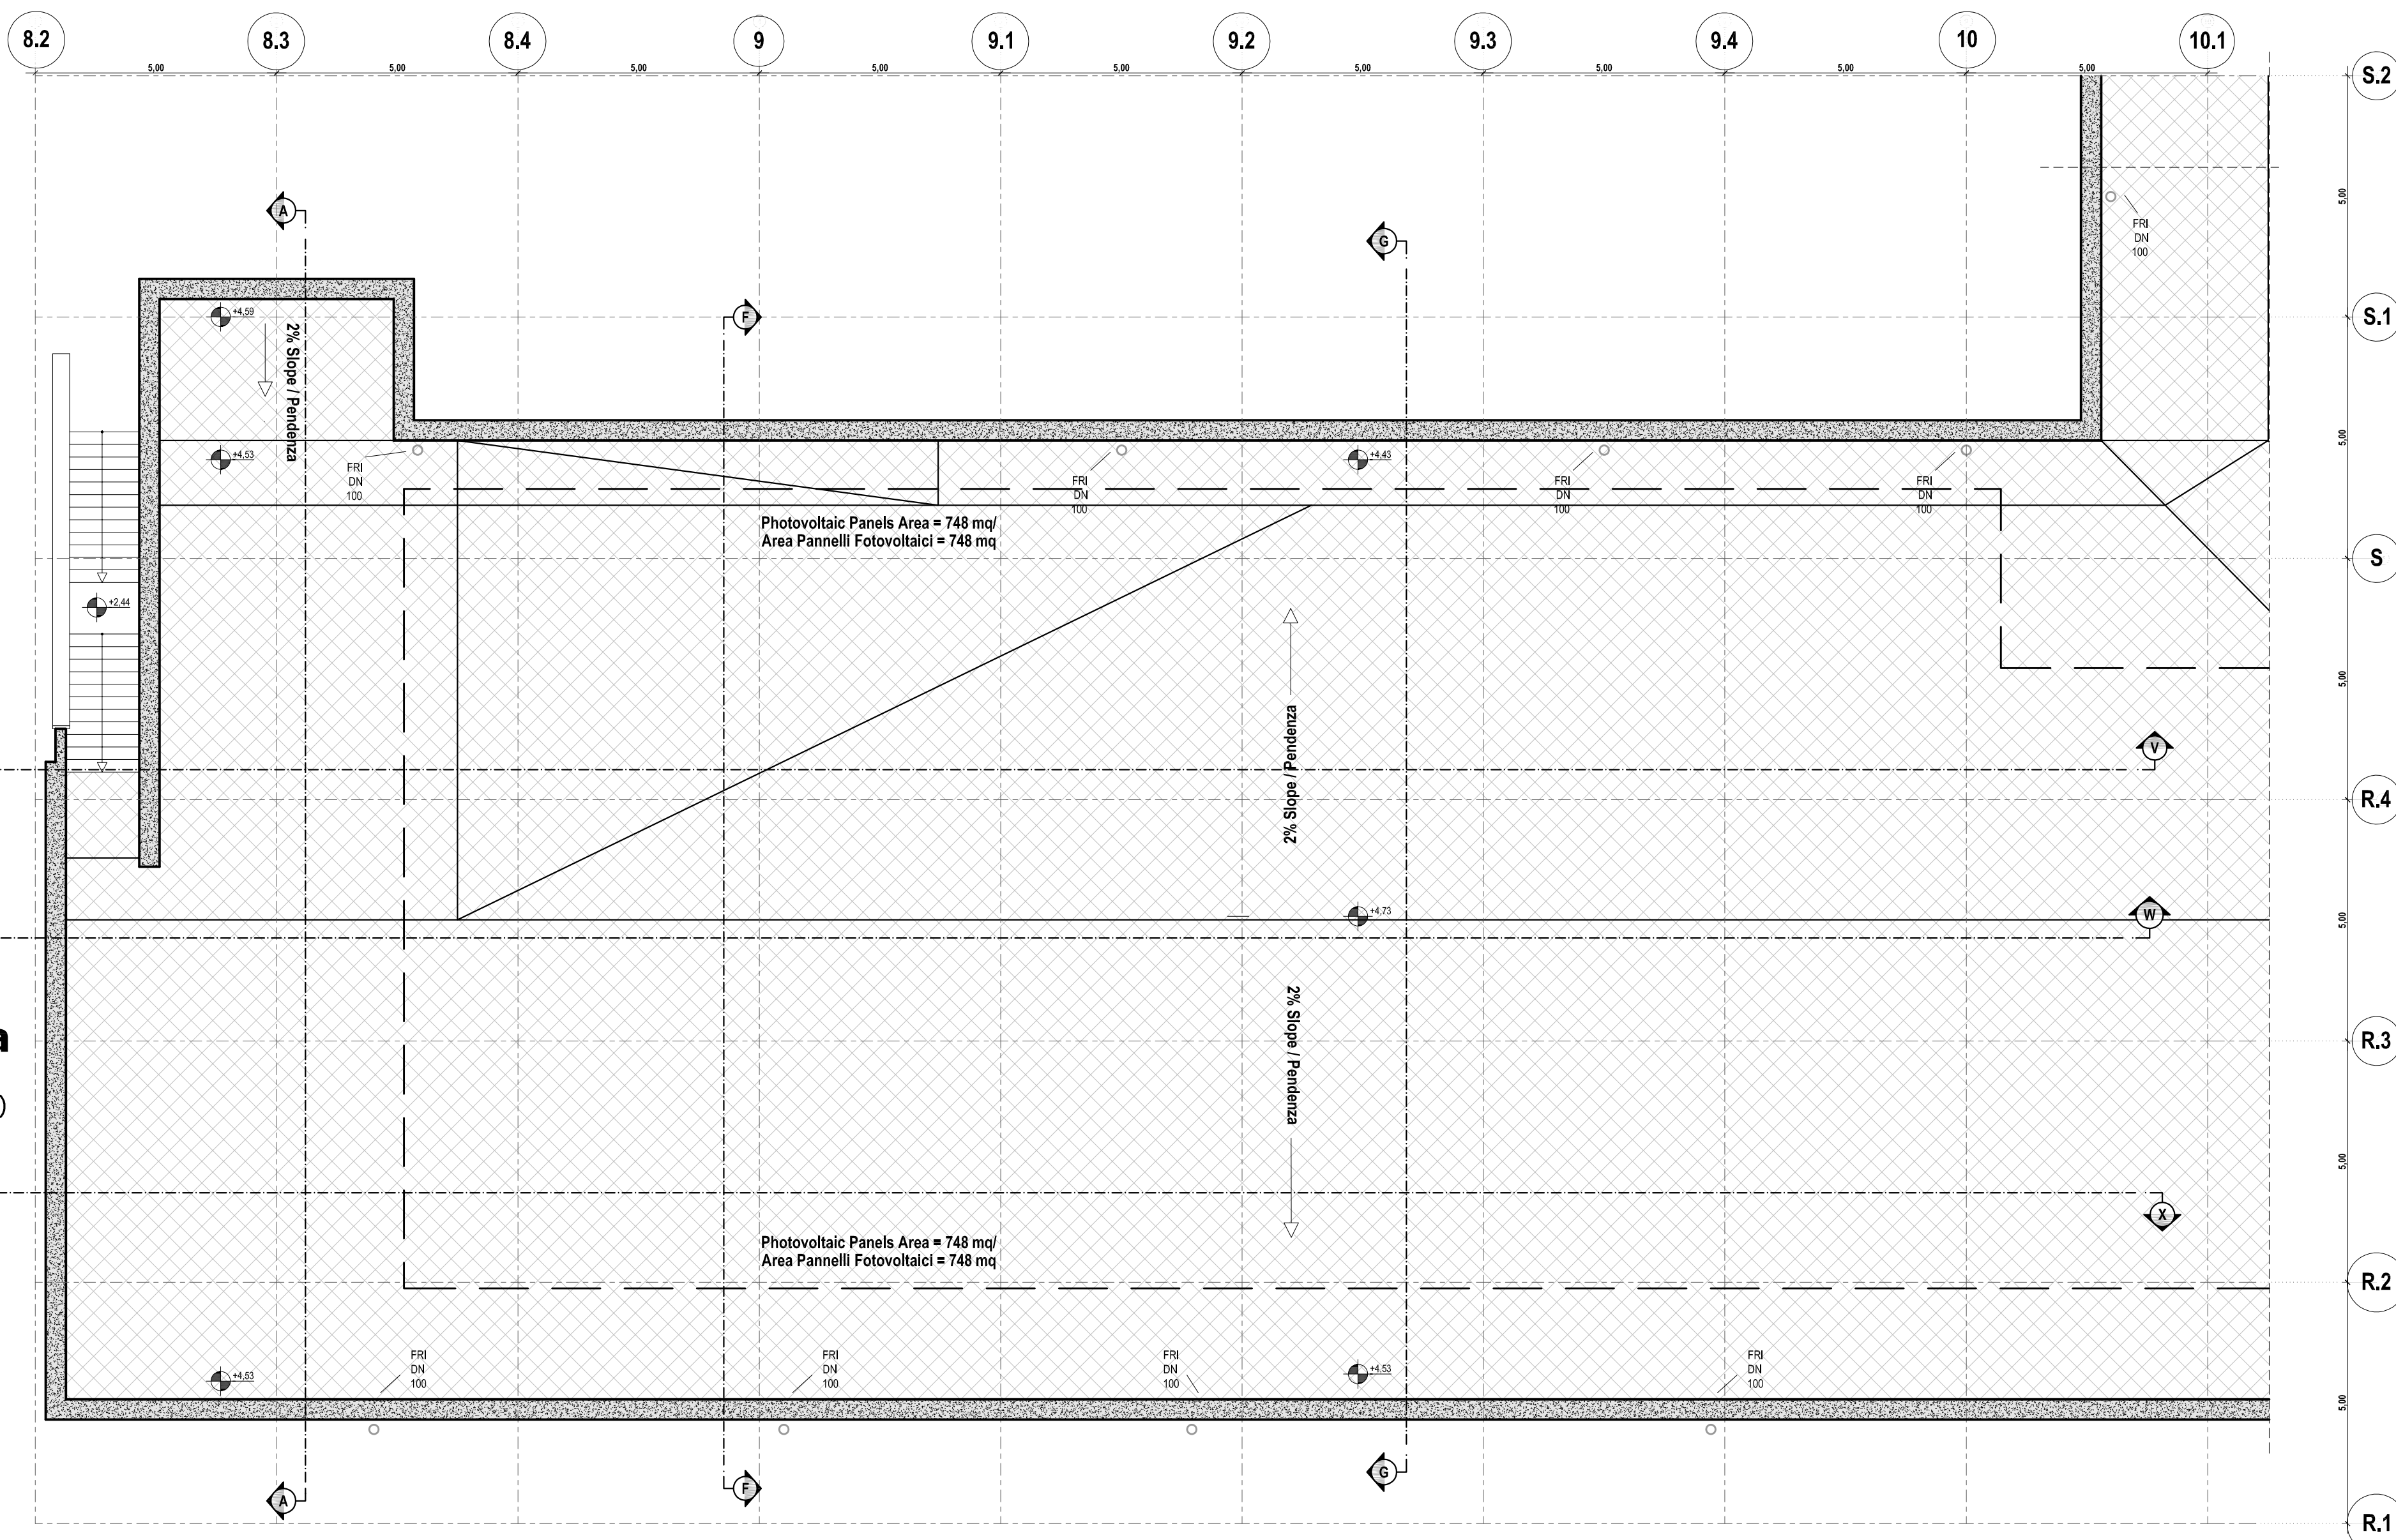 8.2 8.3 8.4 9 9.1 9.2 9.3 9.4 10 10.1
5,00 5,00 5,00 5,00 5,00 5,00 5,00 5,00 5,00
S.2
5,00
A
FRI
DN
100
G
+4,59
2% Slope / Pendenza
F
S.1
5,00
+4,53
+4,43
FRI
DN
100
FRI
DN
100
FRI
DN
100
FRI
DN
100
Photovoltaic Panels Area = 748 mq/
Area Pannelli Fotovoltaici = 748 mq
S
+2,44
5,00
2% Slope / Pendenza
V
R.4
+4,73
W
5,00
2% Slope / Pendenza
a
R.3
)
5,00
X
Photovoltaic Panels Area = 748 mq/
Area Pannelli Fotovoltaici = 748 mq
R.2
+4,53
FRI
DN
100
FRI
DN
100
FRI
DN
100
+4,53
FRI
DN
100
5,00
A
F
G
R.1